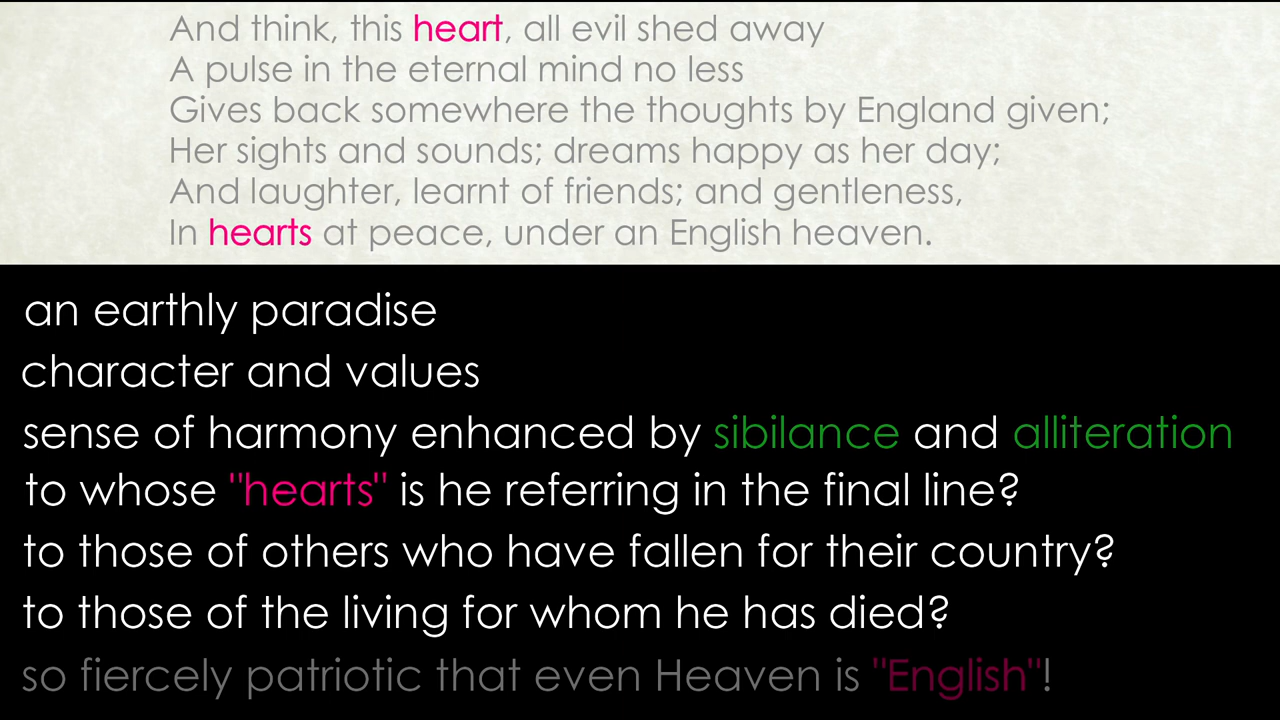 And think, this heart, all evil shed away
A pulse in the eternal mind no less
Gives back somewhere the thoughts by England given;
Her sights and sounds; dreams happy as her day;
And laughter, learnt of friends; and gentleness,
In hearts at peace, under an English heaven.
an earthly paradise
character and values
sense of harmony enhanced by sibilance and alliteration
to whose "hearts" is he referring in the final line?
to those of others who have fallen for their country?
to those of the living for whom he has died?
so fiercely patriotic that even Heaven is "English"!